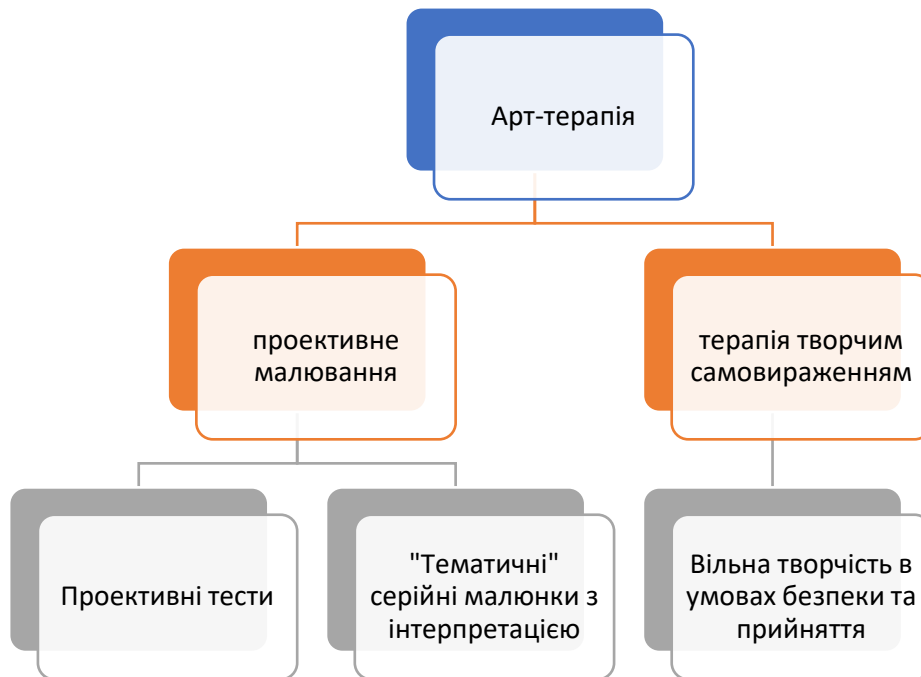 Арт-терапія
проективне
малювання
терапія творчим
самовираженням
Проективні тести
"Тематичні"
серійні малюнки з
інтерпретацією
Вільна творчість в
умовах безпеки та
прийняття